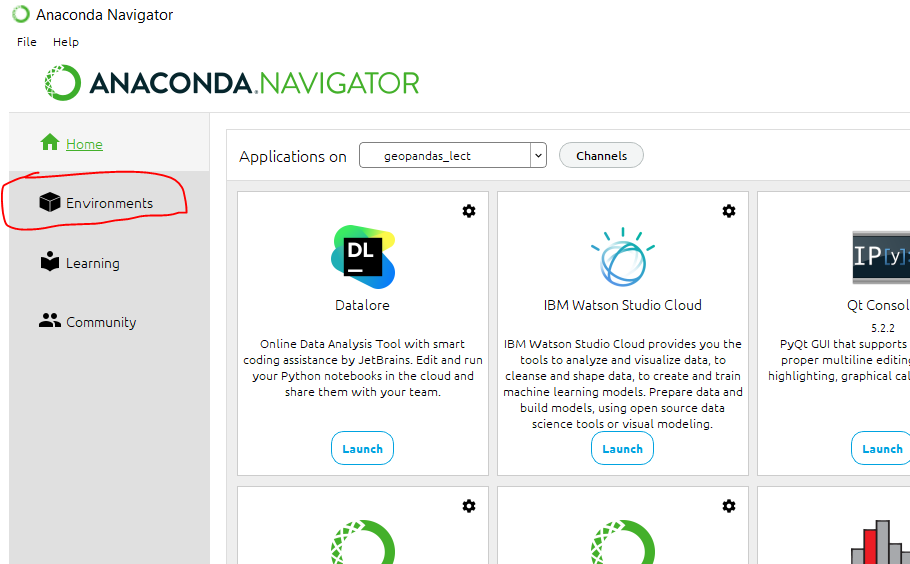 Anaconda Navigator
File Help
ANACONDA.NAVIGATOR
Home
Environments
Learning
Community
Applications on geopandas_lect Channels
DL
Datalore
Online Data Analysis Tool with smart
coding assistance by JetBrains. Edit and run
your Python notebooks in the cloud and
share them with your team.
Launch
IBM Watson Studio Cloud
IBM Watson Studio Cloud provides you the
tools to analyze and visualize data, to
cleanse and shape data, to create and train
machine learning models. Prepare data and
build models, using open source data
science tools or visual modeling.
Launch
IP[y]:
Qt Consol
5.2.2
PyQt GUI that supports
proper multiline editing
highlighting, graphical cal
Launch